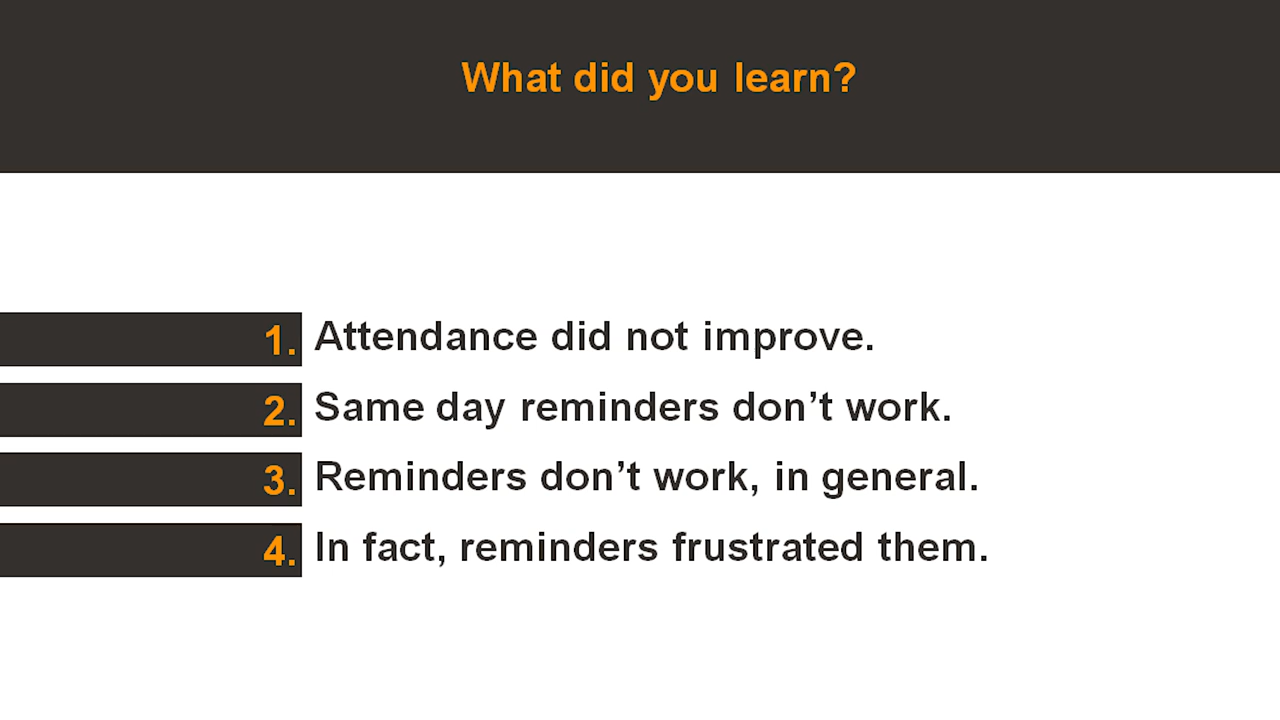 What did you learn?
1. Attendance did not improve.
2. Same day reminders don’t work.
3. Reminders don’t work, in general.
4. In fact, reminders frustrated them.